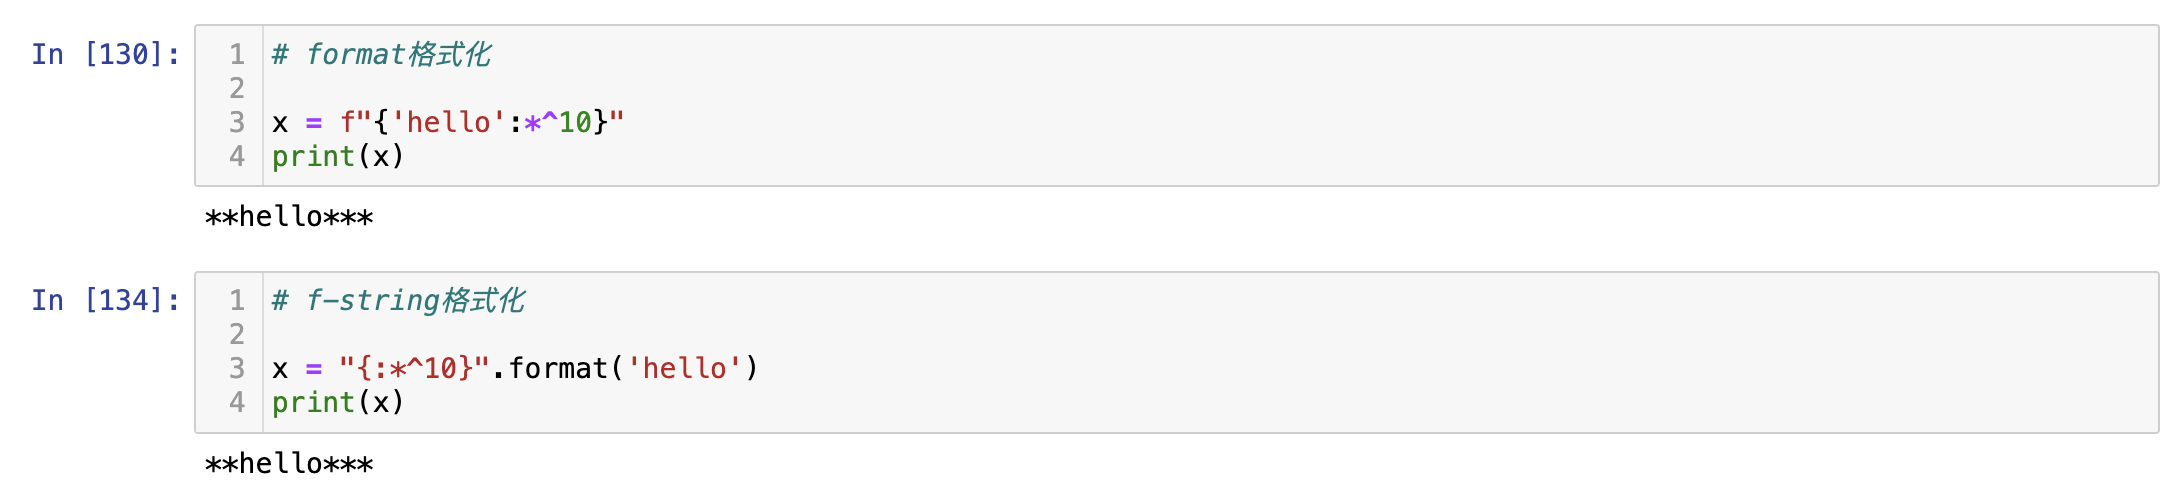 In [130]:
1 # format格式化
2
3 x = f"{'hello':*^10}"
4 print(x)
**hello***
In [134]:
1 # f-string格式化
2
3 x = "{:*^10}".format('hello')
4 print(x)
**hello***